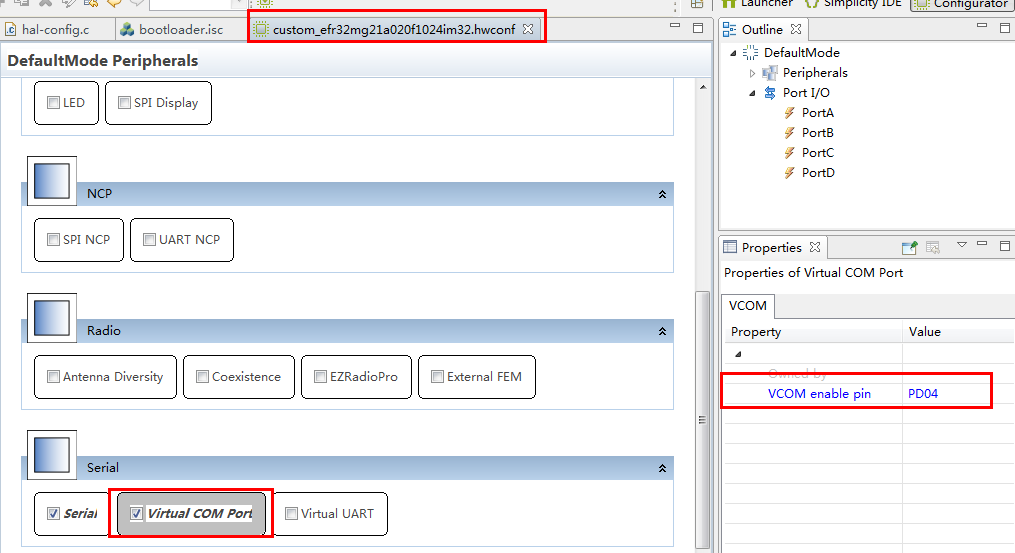 Launcher
Simplicity IDE
Configurator
hal-config.c
bootloader.isc
custom_efr32mg21a020f1024im32.hwconf
DefaultMode Peripherals
LED
SPI Display
NCP
SPI NCP
UART NCP
Radio
Antenna Diversity
Coexistence
EZRadioPro
External FEM
Serial
Serial
Virtual COM Port
Virtual UART
Outline
DefaultMode
Peripherals
Port I/O
PortA
PortB
PortC
PortD
Properties
Properties of Virtual COM Port
VCOM
Property Value
Owned by
VCOM enable pin PD04